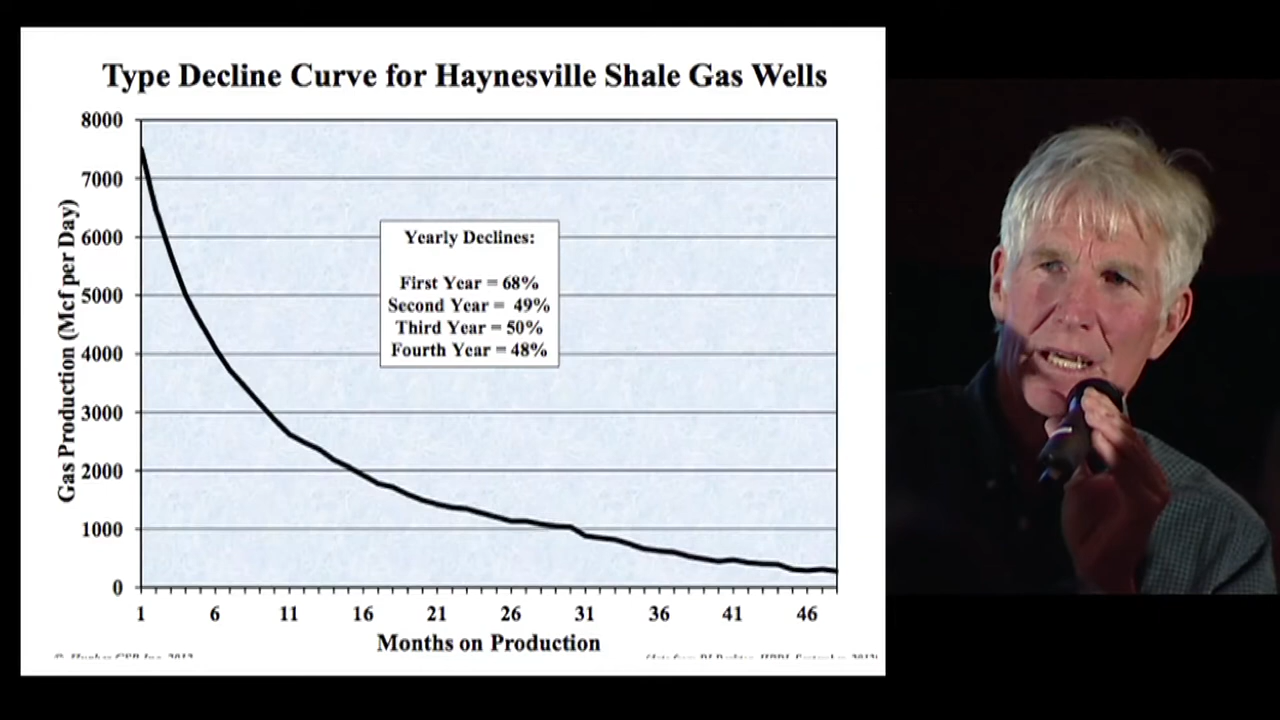 Type Decline Curve for Haynesville Shale Gas Wells
8000
7000
6000
5000
4000
3000
2000
1000
0
Gas Production (Mcf per Day)
Yearly Declines:
First Year = 68%
Second Year = 49%
Third Year = 50%
Fourth Year = 48%
1 6 11 16 21 26 31 36 41 46
Months on Production